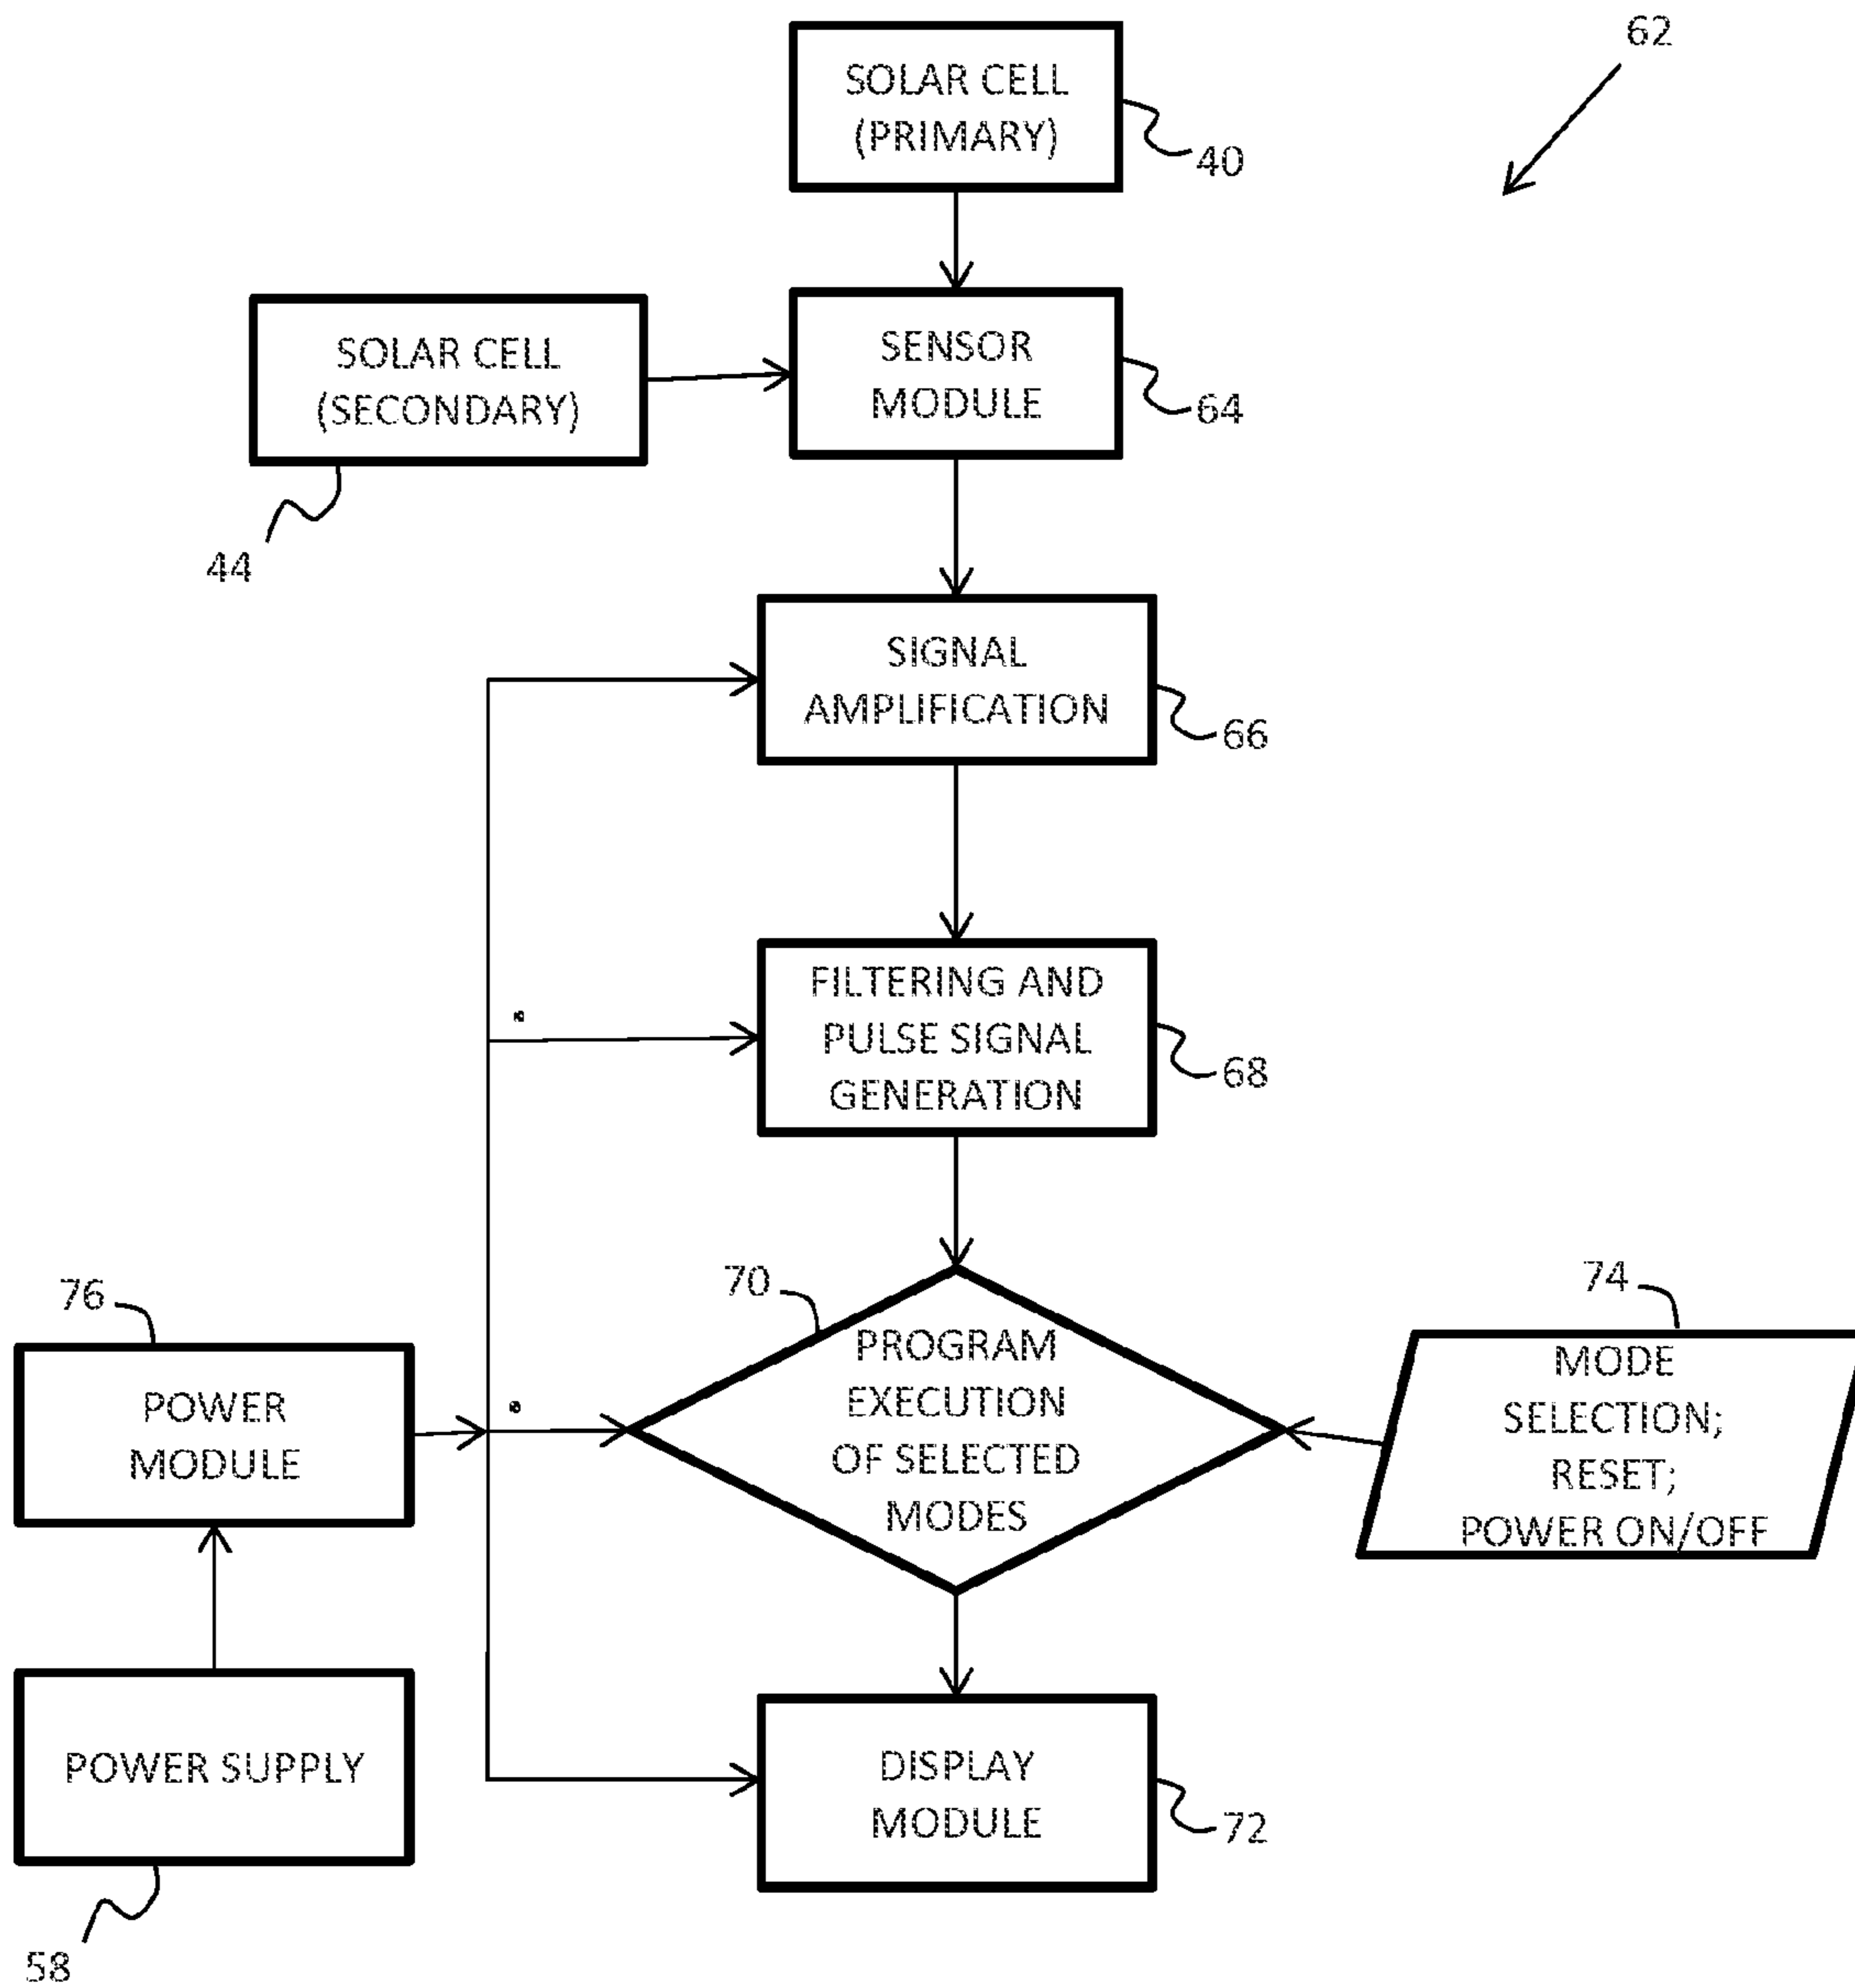 62
SOLAR CELL
(PRIMARY)
40
SOLAR CELL
(SECONDARY)
44
SENSOR
MODULE
64
SIGNAL
AMPLIFICATION
66
FILTERING AND
PULSE SIGNAL
GENERATION
68
76
POWER
MODULE
70
PROGRAM
EXECUTION
OF SELECTED
MODES
74
MODE
SELECTION;
RESET;
POWER ON/OFF
POWER SUPPLY
58
DISPLAY
MODULE
72